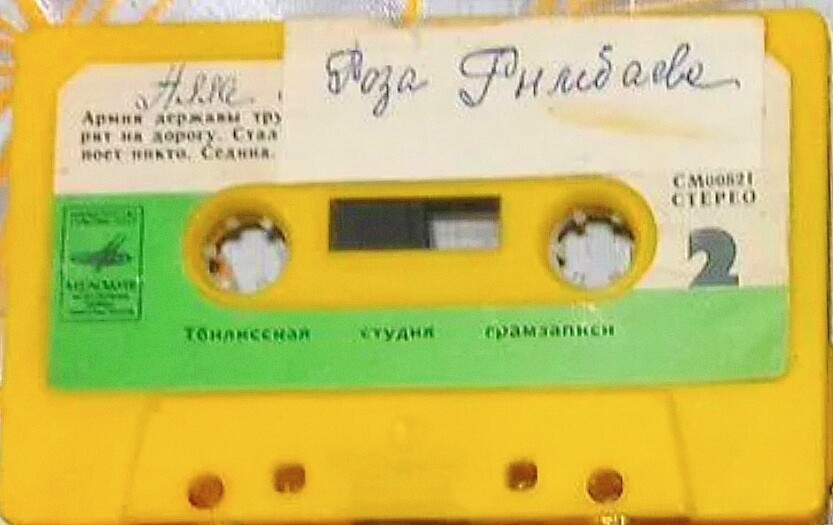 Алла
Роза Рымбаева
Армия державы тру
рит на дорогу. Стал
поет никто. Седина.
СМ00821
СТЕРЕО
2
МЕЛОДИЯ
Тбилисская студия грамзаписи